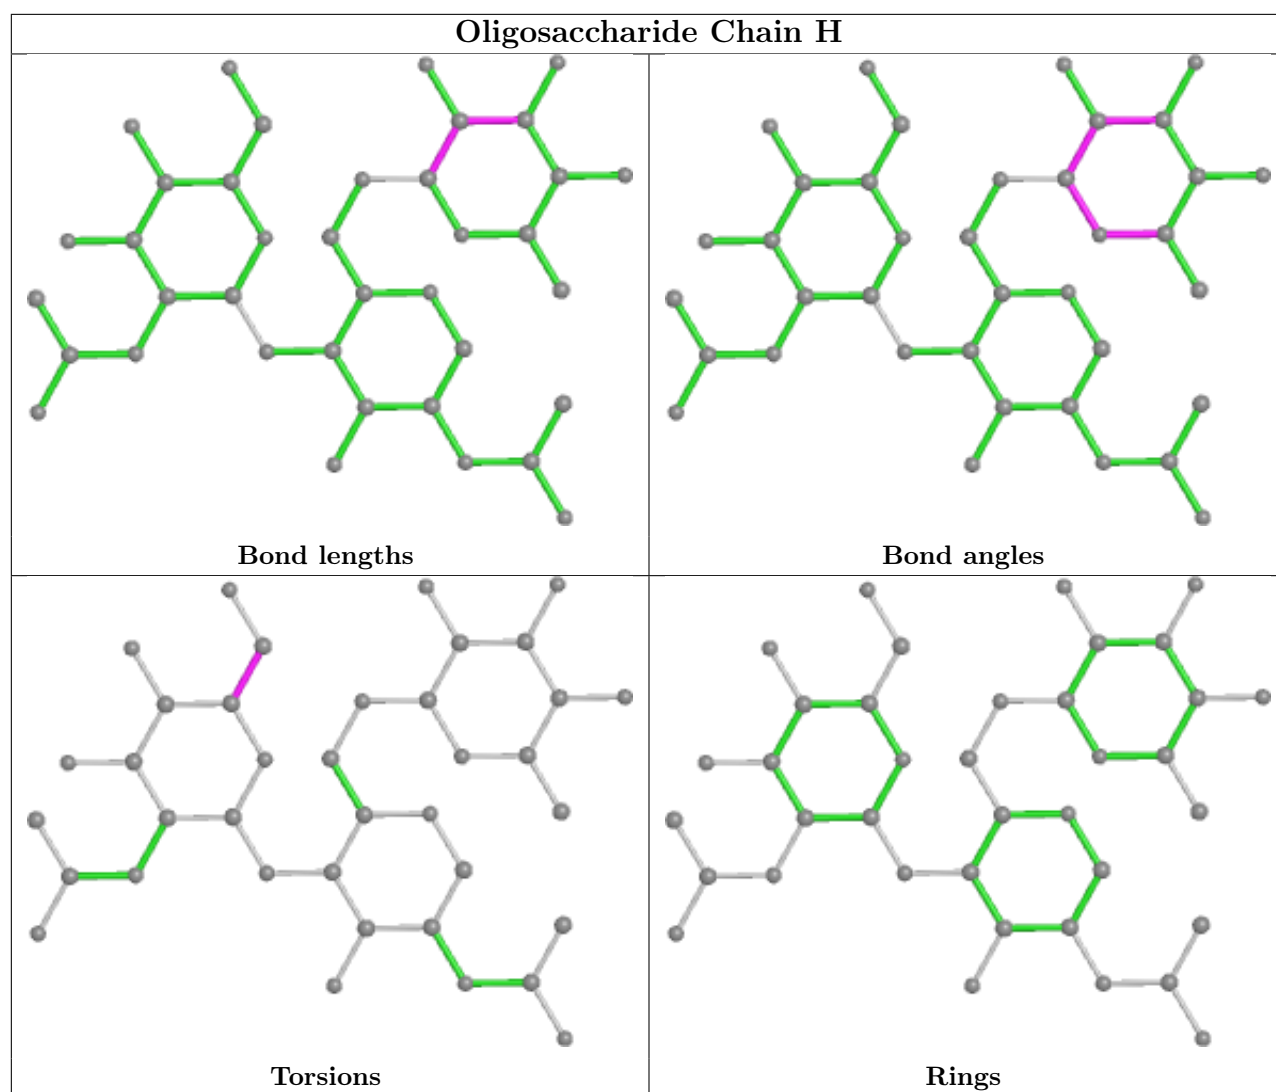 Oligosaccharide Chain H
Bond lengths
Bond angles
Torsions
Rings